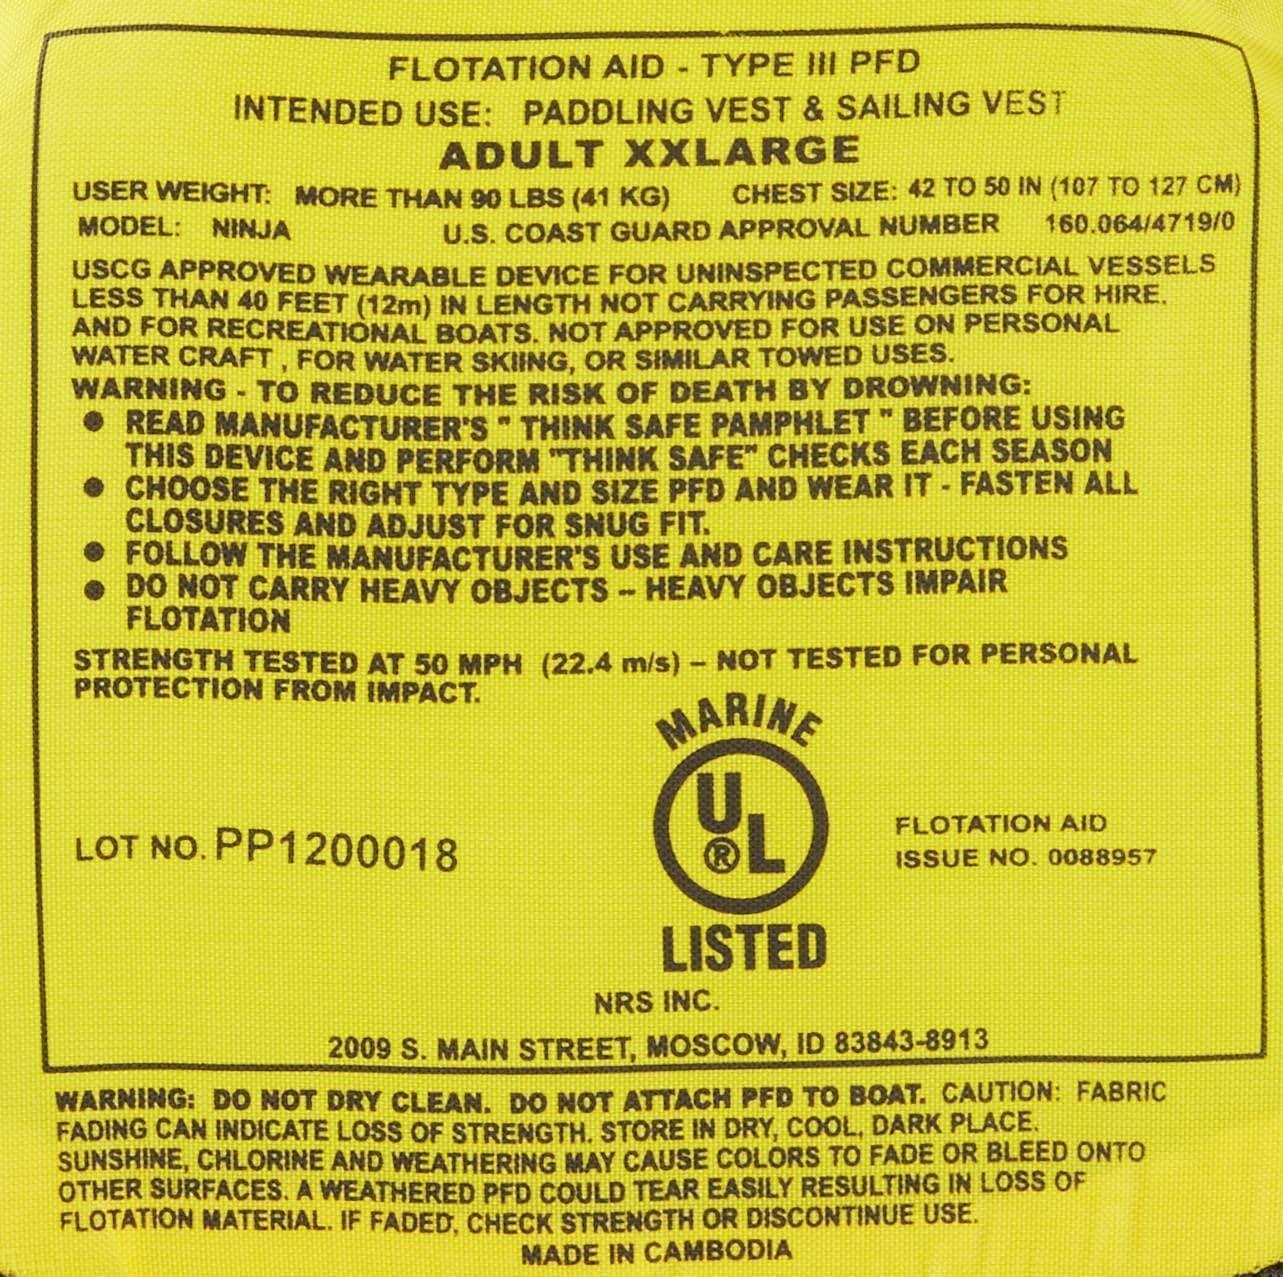 FLOTATION AID - TYPE III PFD
INTENDED USE: PADDLING VEST & SAILING VEST
ADULT XXLARGE
USER WEIGHT: MORE THAN 90 LBS (41 KG) CHEST SIZE: 42 TO 50 IN (107 TO 127 CM)
MODEL: NINJA U.S. COAST GUARD APPROVAL NUMBER 160.064/4719/0
USCG APPROVED WEARABLE DEVICE FOR UNINSPECTED COMMERCIAL VESSELS
LESS THAN 40 FEET (12m) IN LENGTH NOT CARRYING PASSENGERS FOR HIRE.
AND FOR RECREATIONAL BOATS. NOT APPROVED FOR USE ON PERSONAL
WATER CRAFT , FOR WATER SKIING, OR SIMILAR TOWED USES.
WARNING - TO REDUCE THE RISK OF DEATH BY DROWNING:
● READ MANUFACTURER'S " THINK SAFE PAMPHLET " BEFORE USING
THIS DEVICE AND PERFORM "THINK SAFE" CHECKS EACH SEASON
● CHOOSE THE RIGHT TYPE AND SIZE PFD AND WEAR IT - FASTEN ALL
CLOSURES AND ADJUST FOR SNUG FIT.
● FOLLOW THE MANUFACTURER'S USE AND CARE INSTRUCTIONS
● DO NOT CARRY HEAVY OBJECTS – HEAVY OBJECTS IMPAIR
FLOTATION
STRENGTH TESTED AT 50 MPH (22.4 m/s) – NOT TESTED FOR PERSONAL
PROTECTION FROM IMPACT.
MARINE
UL ®
LISTED
LOT NO. PP1200018
FLOTATION AID
ISSUE NO. 0088957
NRS INC.
2009 S. MAIN STREET, MOSCOW, ID 83843-8913
WARNING: DO NOT DRY CLEAN. DO NOT ATTACH PFD TO BOAT. CAUTION: FABRIC
FADING CAN INDICATE LOSS OF STRENGTH. STORE IN DRY, COOL, DARK PLACE.
SUNSHINE, CHLORINE AND WEATHERING MAY CAUSE COLORS TO FADE OR BLEED ONTO
OTHER SURFACES. A WEATHERED PFD COULD TEAR EASILY RESULTING IN LOSS OF
FLOTATION MATERIAL. IF FADED, CHECK STRENGTH OR DISCONTINUE USE.
MADE IN CAMBODIA